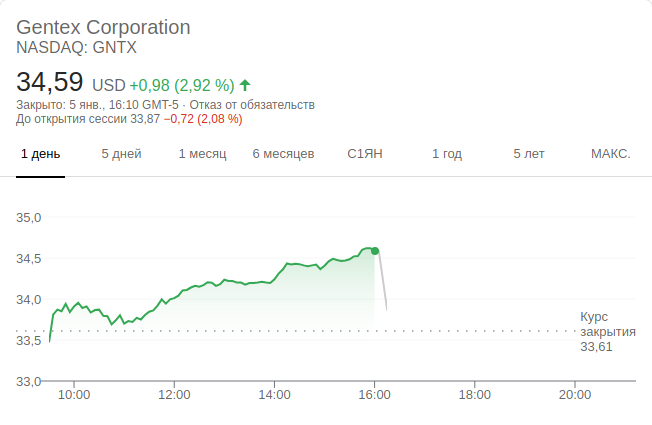 Gentex Corporation
NASDAQ: GNTX
34,59 USD +0,98 (2,92 %)
Закрыто: 5 янв., 16:10 GMT-5 · Отказ от обязательств
До открытия сессии 33,87 −0,72 (2,08 %)
1 день 5 дней 1 месяц 6 месяцев С1ЯН 1 год 5 лет МАКС.
35,0
34,5
34,0
33,5
33,0
Курс
закрытия
33,61
10:00 12:00 14:00 16:00 18:00 20:00